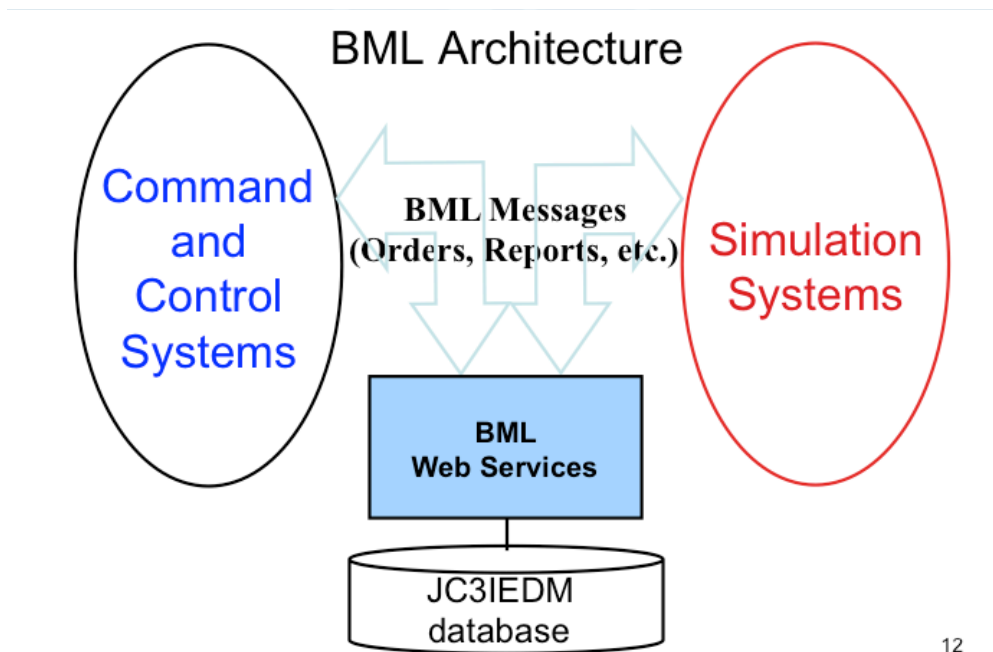 BML Architecture
Command
and
Control
Systems
BML Messages
(Orders, Reports, etc.)
Simulation
Systems
BML
Web Services
JC3IEDM
database
12